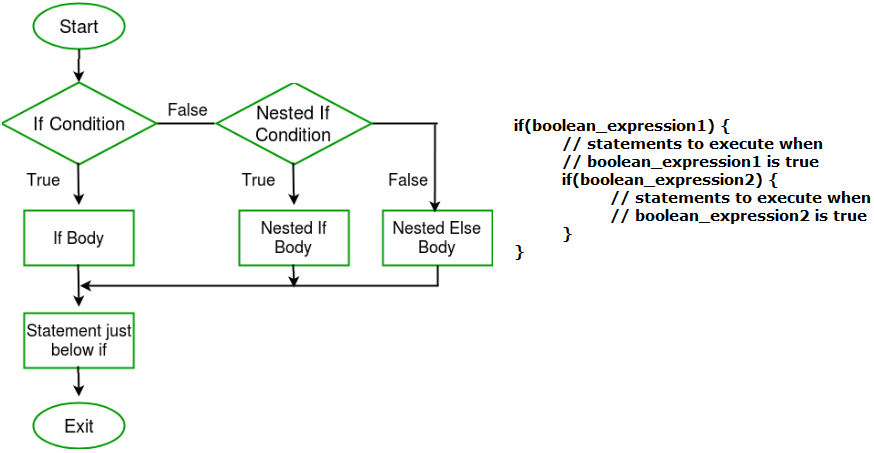 Start
If Condition
False
Nested If
Condition
True
True
False
If Body
Nested If
Body
Nested Else
Body
Statement just
below if
Exit
if(boolean_expression1) {
// statements to execute when
// boolean_expression1 is true
if(boolean_expression2) {
// statements to execute when
// boolean_expression2 is true
}
}